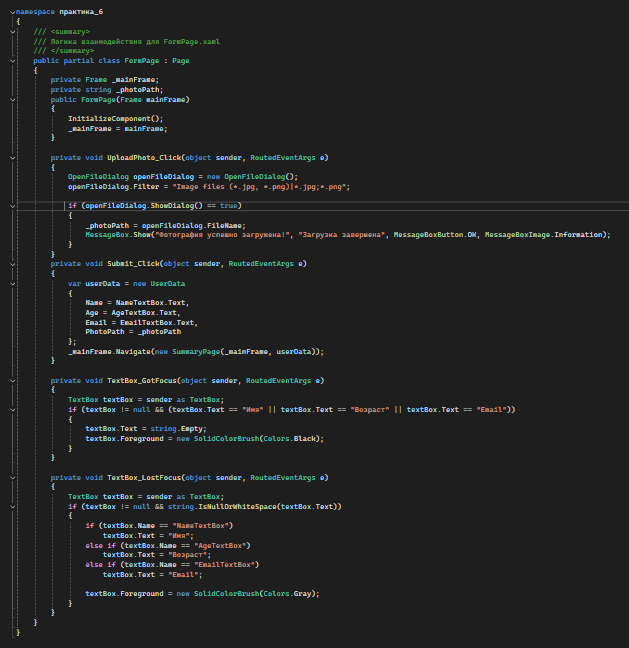 namespace практика_6
{
/// <summary>
/// Логика взаимодействия для FormPage.xaml
/// </summary>
public partial class FormPage : Page
{
private Frame _mainFrame;
private string _photoPath;
public FormPage(Frame mainFrame)
{
InitializeComponent();
_mainFrame = mainFrame;
}
private void UploadPhoto_Click(object sender, RoutedEventArgs e)
{
OpenFileDialog openFileDialog = new OpenFileDialog();
openFileDialog.Filter = "Image files (*.jpg, *.png)|*.jpg;*.png";
if (openFileDialog.ShowDialog() == true)
{
_photoPath = openFileDialog.FileName;
MessageBox.Show("Фотография успешно загружена!", "Загрузка завершена", MessageBoxButton.OK, MessageBoxImage.Information);
}
}
private void Submit_Click(object sender, RoutedEventArgs e)
{
var userData = new UserData
{
Name = NameTextBox.Text,
Age = AgeTextBox.Text,
Email = EmailTextBox.Text,
PhotoPath = _photoPath
};
_mainFrame.Navigate(new SummaryPage(_mainFrame, userData));
}
private void TextBox_GotFocus(object sender, RoutedEventArgs e)
{
TextBox textBox = sender as TextBox;
if (textBox != null && (textBox.Text == "Имя" || textBox.Text == "Возраст" || textBox.Text == "Email"))
{
textBox.Text = string.Empty;
textBox.Foreground = new SolidColorBrush(Colors.Black);
}
}
private void TextBox_LostFocus(object sender, RoutedEventArgs e)
{
TextBox textBox = sender as TextBox;
if (textBox != null && string.IsNullOrWhiteSpace(textBox.Text))
{
if (textBox.Name == "NameTextBox")
textBox.Text = "Имя";
else if (textBox.Name == "AgeTextBox")
textBox.Text = "Возраст";
else if (textBox.Name == "EmailTextBox")
textBox.Text = "Email";
textBox.Foreground = new SolidColorBrush(Colors.Gray);
}
}
}
}